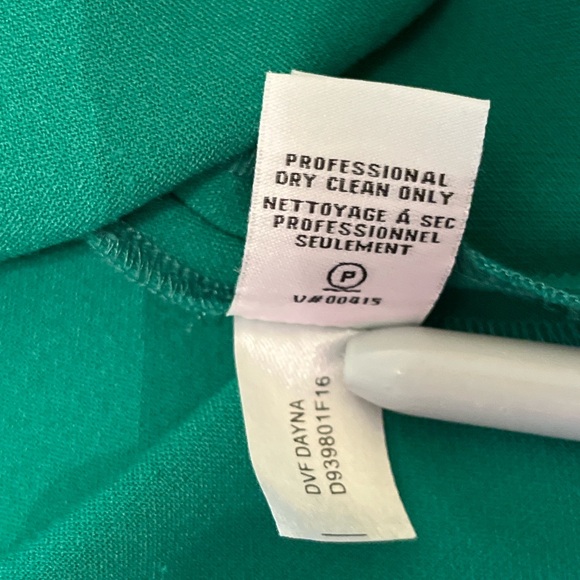 PROFESSIONAL
DRY CLEAN ONLY
NETTOYAGE Á SEC
PROFESSIONNEL
SEULEMENT
P
V#00415
DVF DAYNA
D939801F16